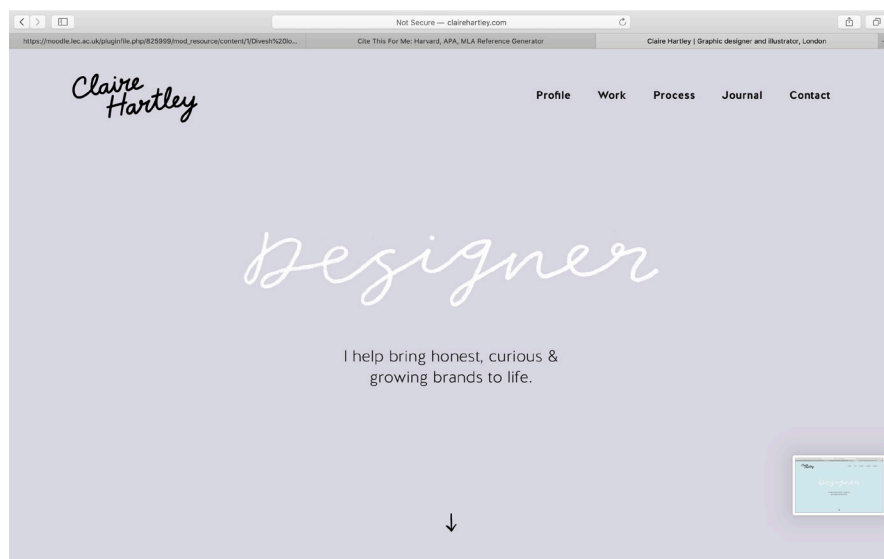 Not Secure — clairehartley.com
https://moodle.lec.ac.uk/pluginfile.php/825999/mod_resource/content/1/Divesh%20lo...
Cite This For Me: Harvard, APA, MLA Reference Generator
Claire Hartley | Graphic designer and illustrator, London
Claire
Hartley
Profile Work Process Journal Contact
Designer
I help bring honest, curious &
growing brands to life.